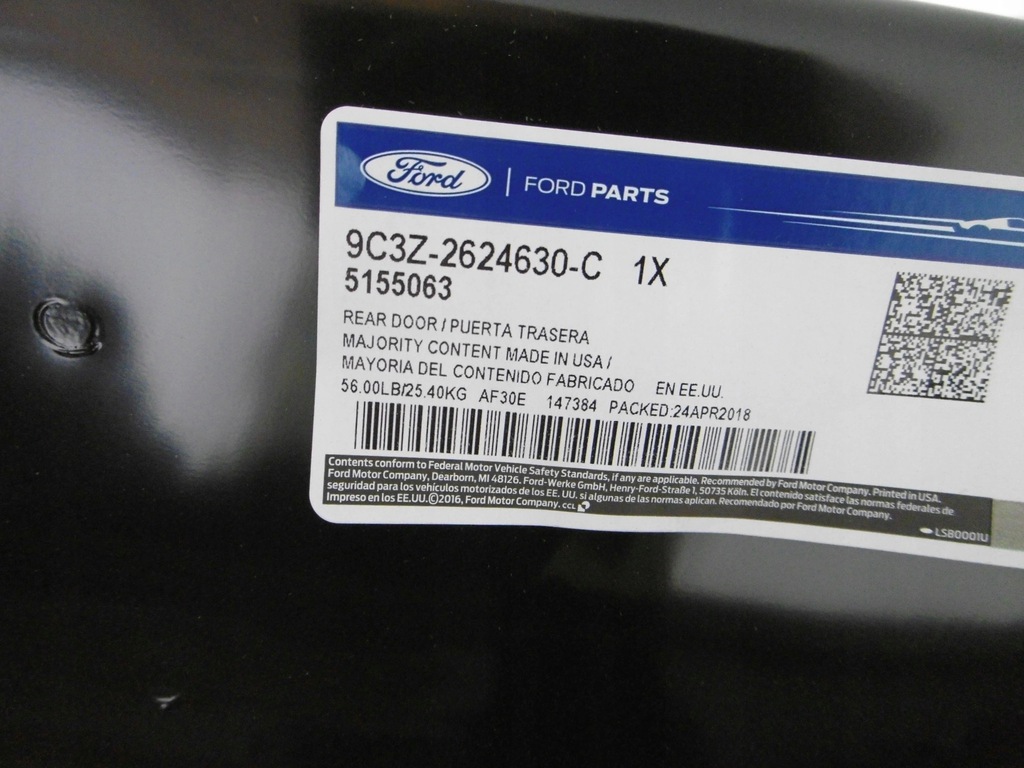 Ford | FORD PARTS
9C3Z-2624630-C 1X
5155063
REAR DOOR / PUERTA TRASERA
MAJORITY CONTENT MADE IN USA /
MAYORIA DEL CONTENIDO FABRICADO EN EE.UU.
56.00LB/25.40KG AF30E 147384 PACKED:24APR2018
Contents conform to Federal Motor Vehicle Safety Standards, if any are applicable. Recommended by Ford Motor Company. Printed in USA.
Ford Motor Company, Dearborn, MI 48126. Ford-Werke GmbH, Henry-Ford-Straße 1, 50735 Köln. El contenido satisface las normas federales de
seguridad para los vehículos motorizados de los EE. UU. si algunas de las normas aplican. Recomendado por Ford Motor Company.
Impreso en los EE.UU.©2016, Ford Motor Company. CCL
LSB0001U